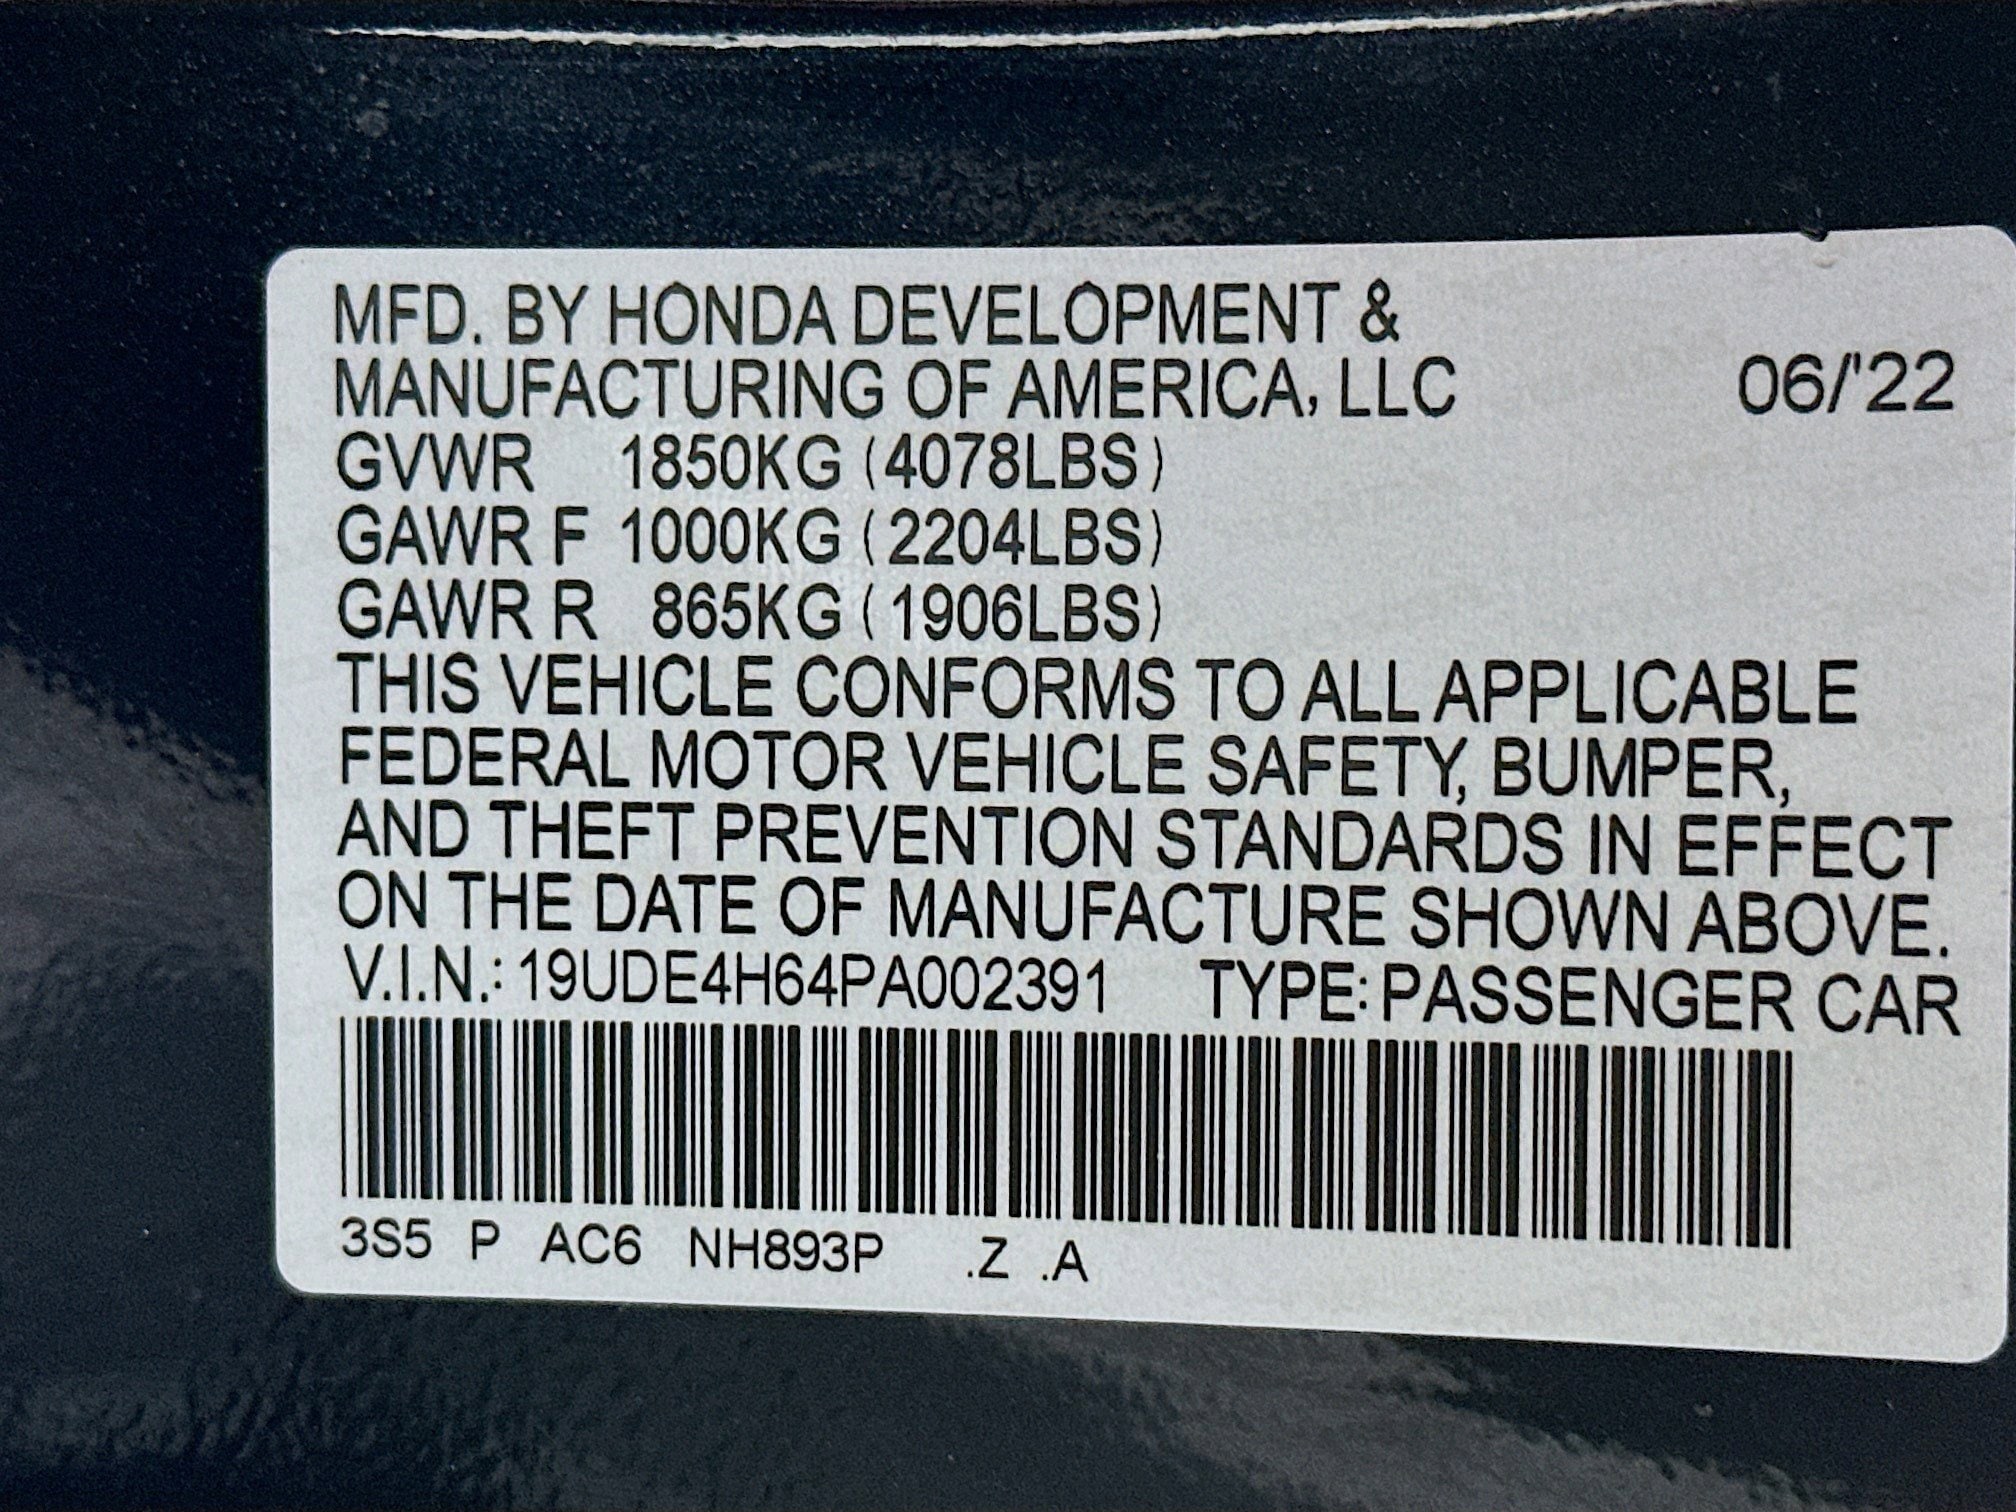 MFD. BY HONDA DEVELOPMENT &
MANUFACTURING OF AMERICA, LLC 06/'22
GVWR 1850KG (4078LBS)
GAWR F 1000KG (2204LBS)
GAWR R 865KG (1906LBS)
THIS VEHICLE CONFORMS TO ALL APPLICABLE
FEDERAL MOTOR VEHICLE SAFETY, BUMPER,
AND THEFT PREVENTION STANDARDS IN EFFECT
ON THE DATE OF MANUFACTURE SHOWN ABOVE.
V.I.N.: 19UDE4H64PA002391 TYPE: PASSENGER CAR
3S5 P AC6 NH893P .Z .A